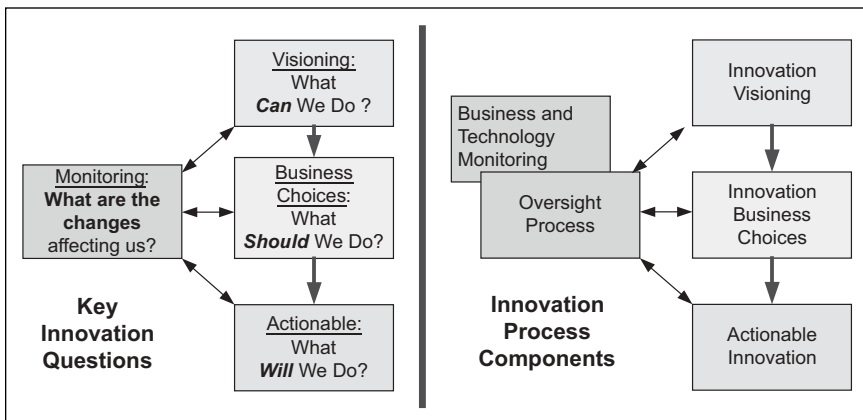 Visioning:
What
Can We Do ?
Monitoring:
What are the
changes
affecting us?
Business
Choices:
What
Should We Do?
Actionable:
What
Will We Do?
Key
Innovation
Questions
Business and
Technology
Monitoring
Oversight
Process
Innovation
Visioning
Innovation
Business
Choices
Actionable
Innovation
Innovation
Process
Components